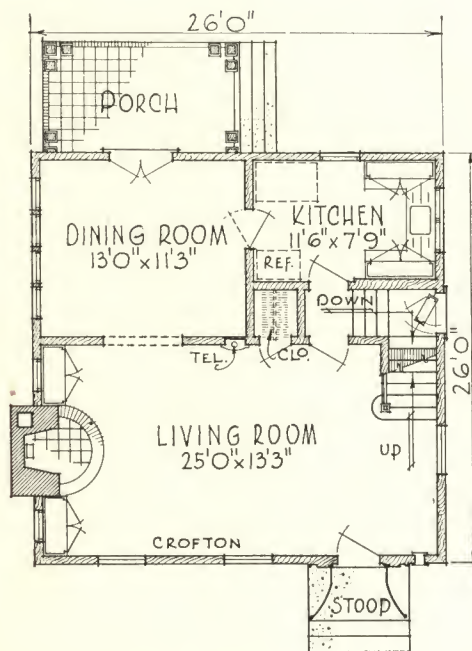 26'0"
PORCH
DINING ROOM
13'0"x11'3"
KITCHEN
11'6"x7'9"
REF.
DOWN
TEL.
CLO.
26'0"
LIVING ROOM
25'0"x13'3"
UP
CROFTON
STOOP